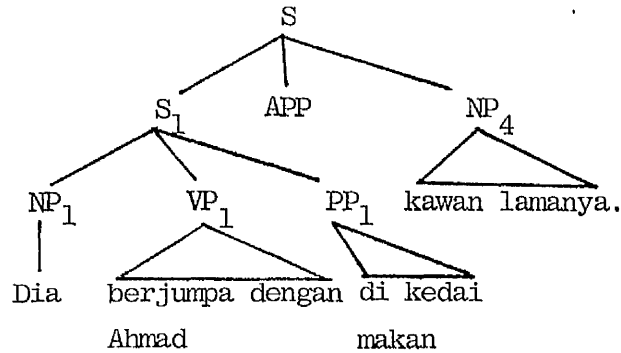 S
S1 APP NP4
NP1 VP1 PP1 kawan lamanya.
Dia berjumpa dengan di kedai
Ahmad makan